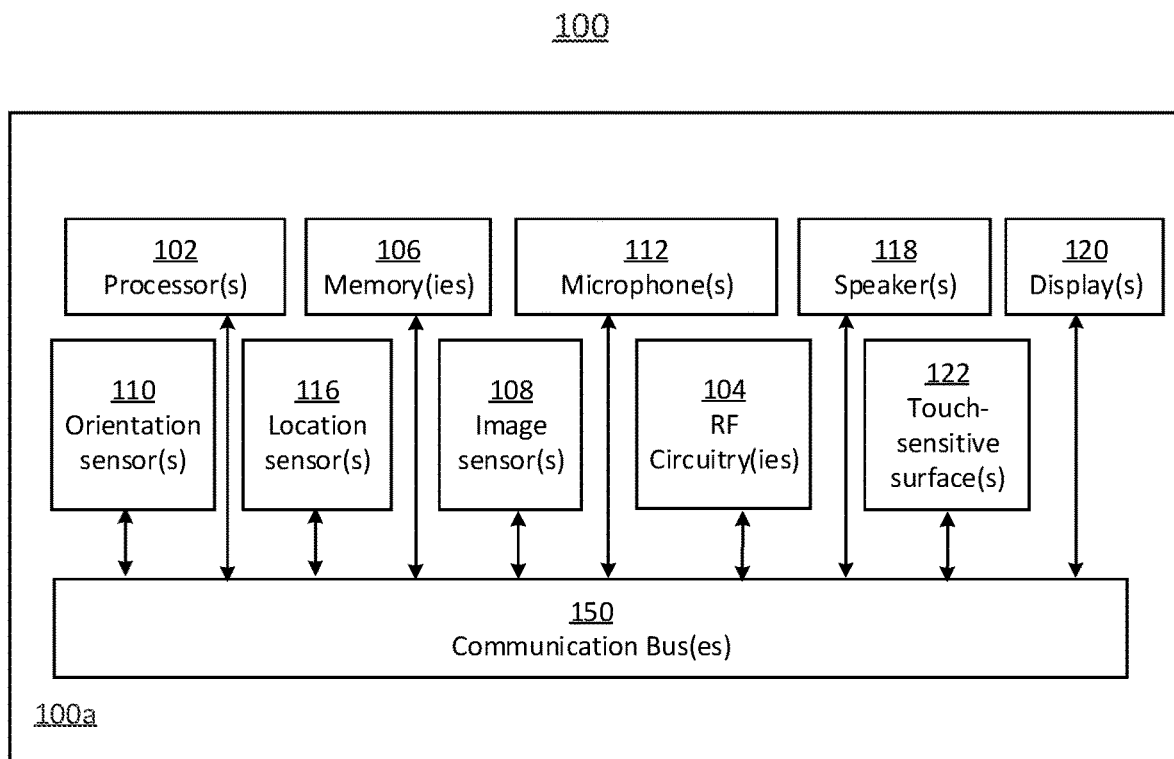 100
102
Processor(s)
106
Memory(ies)
112
Microphone(s)
118
Speaker(s)
120
Display(s)
110
Orientation
sensor(s)
116
Location
sensor(s)
108
Image
sensor(s)
104
RF
Circuitry(ies)
122
Touch-
sensitive
surface(s)
150
Communication Bus(es)
100a